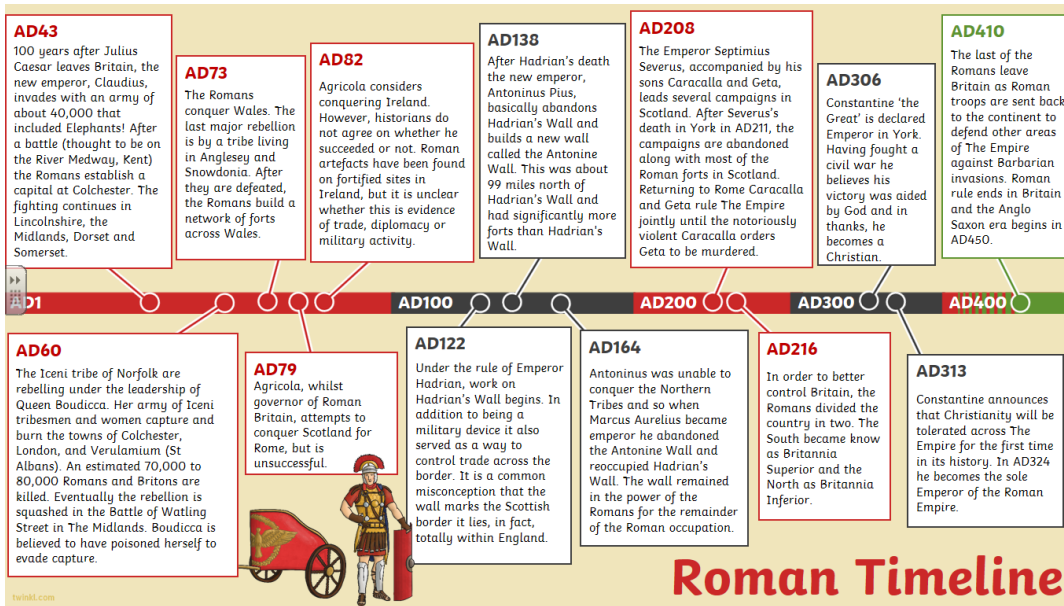 AD43
100 years after Julius
Caesar leaves Britain, the
new emperor, Claudius,
invades with an army of
about 40,000 that
included Elephants! After
a battle (thought to be on
the River Medway, Kent)
the Romans establish a
capital at Colchester. The
fighting continues in
Lincolnshire, the
Midlands, Dorset and
Somerset.
AD73
The Romans
conquer Wales. The
last major rebellion
is by a tribe living
in Anglesey and
Snowdonia. After
they are defeated,
the Romans build a
network of forts
across Wales.
AD82
Agricola considers
conquering Ireland.
However, historians do
not agree on whether he
succeeded or not. Roman
artefacts have been found
on fortified sites in
Ireland, but it is unclear
whether this is evidence
of trade, diplomacy or
military activity.
AD138
After Hadrian's death
the new emperor,
Antoninus Pius,
basically abandons
Hadrian's Wall and
builds a new wall
called the Antonine
Wall. This was about
99 miles north of
Hadrian's Wall and
had significantly more
forts than Hadrian's
Wall.
AD208
The Emperor Septimius
Severus, accompanied by his
sons Caracalla and Geta,
leads several campaigns in
Scotland. After Severus's
death in York in AD211, the
campaigns are abandoned
along with most of the
Roman forts in Scotland.
Returning to Rome Caracalla
and Geta rule The Empire
jointly until the notoriously
violent Caracalla orders
Geta to be murdered.
AD306
Constantine 'the
Great' is declared
Emperor in York.
Having fought a
civil war he
believes his
victory was aided
by God and in
thanks, he
becomes a
Christian.
AD410
The last of the
Romans leave
Britain as Roman
troops are sent back
to the continent to
defend other areas
of The Empire
against Barbarian
invasions. Roman
rule ends in Britain
and the Anglo
Saxon era begins in
AD450.
D1
AD100
AD200
AD300
AD400
AD60
The Iceni tribe of Norfolk are
rebelling under the leadership of
Queen Boudicca. Her army of Iceni
tribesmen and women capture and
burn the towns of Colchester,
London, and Verulamium (St
Albans). An estimated 70,000 to
80,000 Romans and Britons are
killed. Eventually the rebellion is
squashed in the Battle of Watling
Street in The Midlands. Boudicca is
believed to have poisoned herself to
evade capture.
AD79
Agricola, whilst
governor of Roman
Britain, attempts to
conquer Scotland for
Rome, but is
unsuccessful.
AD122
Under the rule of Emperor
Hadrian, work on
Hadrian's Wall begins. In
addition to being a
military device it also
served as a way to
control trade across the
border. It is a common
misconception that the
wall marks the Scottish
border it lies, in fact,
totally within England.
AD164
Antoninus was unable to
conquer the Northern
Tribes and so when
Marcus Aurelius became
emperor he abandoned
the Antonine Wall and
reoccupied Hadrian's
Wall. The wall remained
in the power of the
Romans for the remainder
of the Roman occupation.
AD216
In order to better
control Britain, the
Romans divided the
country in two. The
South became know
as Britannia
Superior and the
North as Britannia
Inferior.
AD313
Constantine announces
that Christianity will be
tolerated across The
Empire for the first time
in its history. In AD324
he becomes the sole
Emperor of the Roman
Empire.
Roman Timeline
twinkl.com